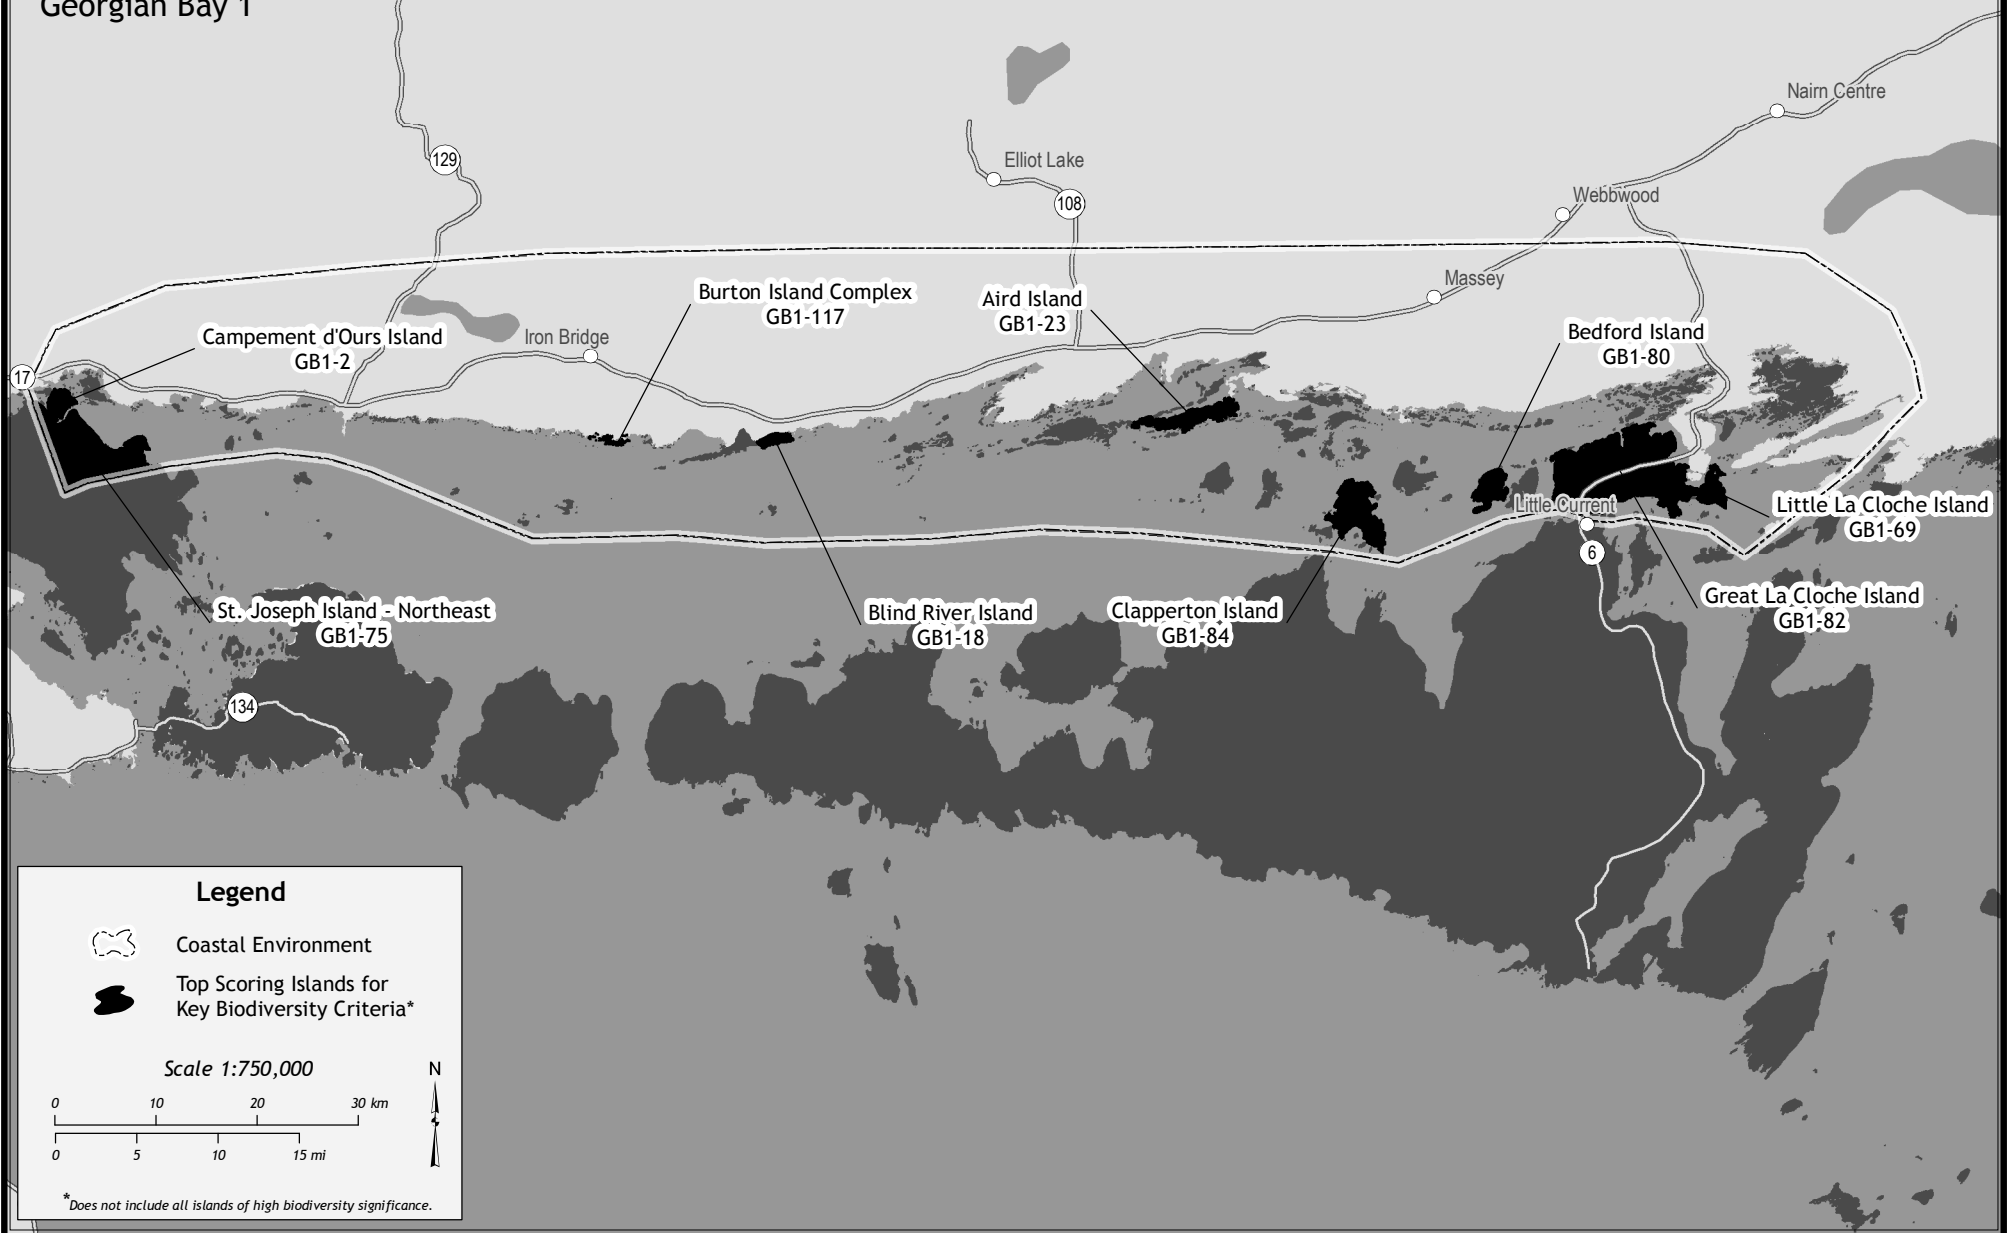 Georgian Bay 1
Nairn Centre
129
Elliot Lake
108
Webbwood
Massey
Burton Island Complex
GB1-117
Aird Island
GB1-23
Campement d'Ours Island
GB1-2
Iron Bridge
Bedford Island
GB1-80
17
Little Current
Little La Cloche Island
GB1-69
6
St. Joseph Island - Northeast
GB1-75
Blind River Island
GB1-18
Clapperton Island
GB1-84
Great La Cloche Island
GB1-82
134
Legend
Coastal Environment
Top Scoring Islands for
Key Biodiversity Criteria*
Scale 1:750,000
N
0 10 20 30 km
0 5 10 15 mi
*Does not include all islands of high biodiversity significance.